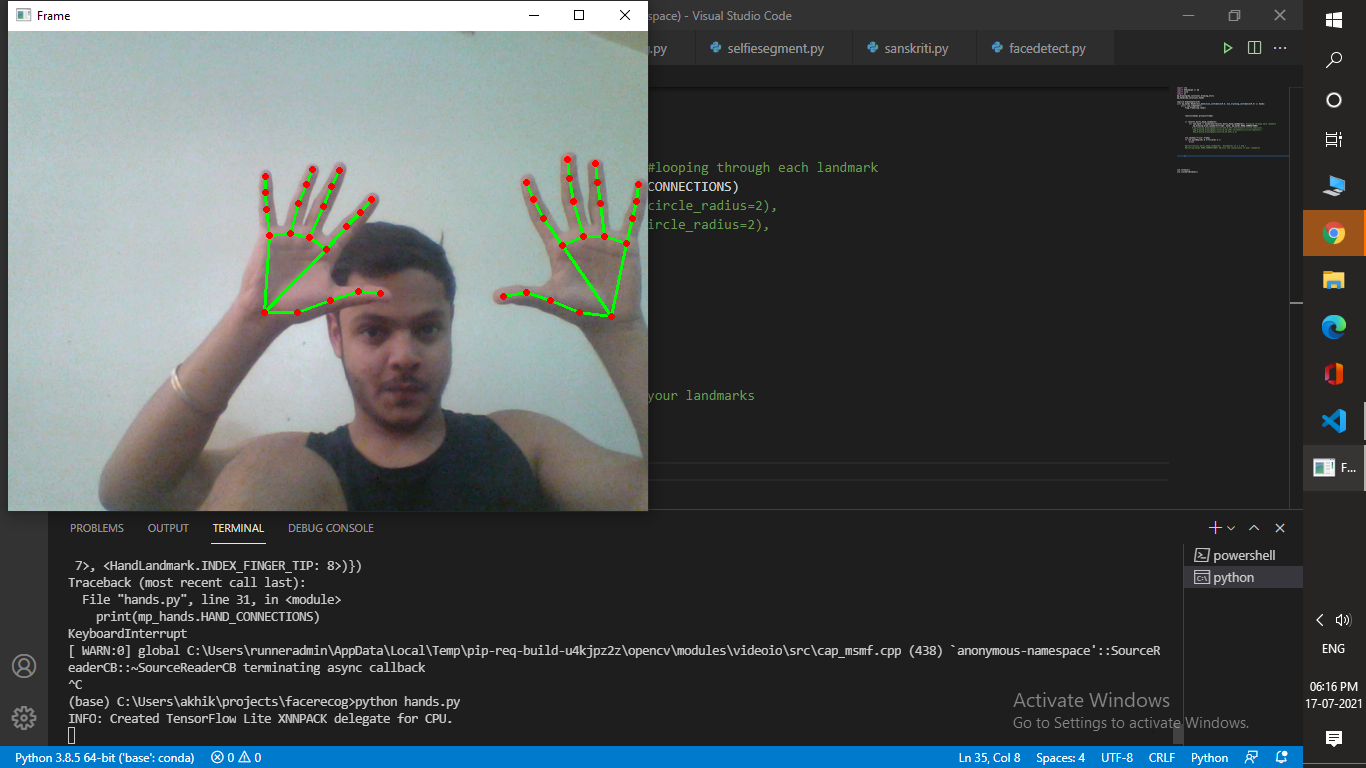 Frame
space) - Visual Studio Code
g.py
selfiesegment.py
sanskriti.py
facedetect.py
#looping through each landmark
CONNECTIONS)
circle_radius=2),
ircle_radius=2),
your landmarks
PROBLEMS
OUTPUT
TERMINAL
DEBUG CONSOLE
7>, <HandLandmark.INDEX_FINGER_TIP: 8>)})
Traceback (most recent call last):
File "hands.py", line 31, in <module>
print(mp_hands.HAND_CONNECTIONS)
KeyboardInterrupt
[ WARN:0] global C:\Users\runneradmin\AppData\Local\Temp\pip-req-build-u4kjpz2z\opencv\modules\videoio\src\cap_msmf.cpp (438) `anonymous-namespace'::SourceR
eaderCB::~SourceReaderCB terminating async callback
^C
(base) C:\Users\akhik\projects\facerecog>python hands.py
INFO: Created TensorFlow Lite XNNPACK delegate for CPU.
powershell
python
Activate Windows
Go to Settings to activate Windows.
Python 3.8.5 64-bit ('base': conda)
0
0
Ln 35, Col 8
Spaces: 4
UTF-8
CRLF
Python
F...
ENG
06:16 PM
17-07-2021